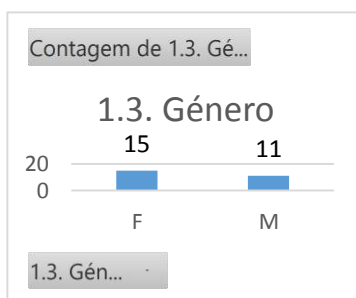 Contagem de 1.3. Gé...
1.3. Género
15 11
20
0
F M
1.3. Gén...